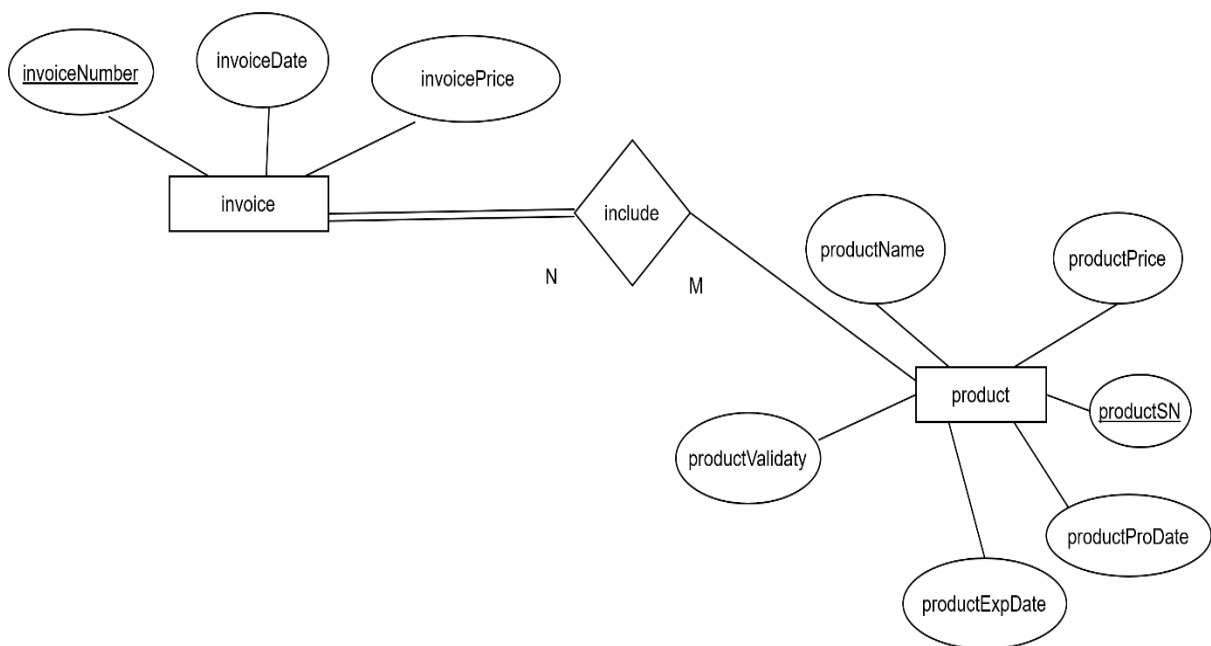 invoiceNumber
invoiceDate
invoicePrice
invoice
include
N
M
productName
productPrice
product
productSN
productValidaty
productProDate
productExpDate